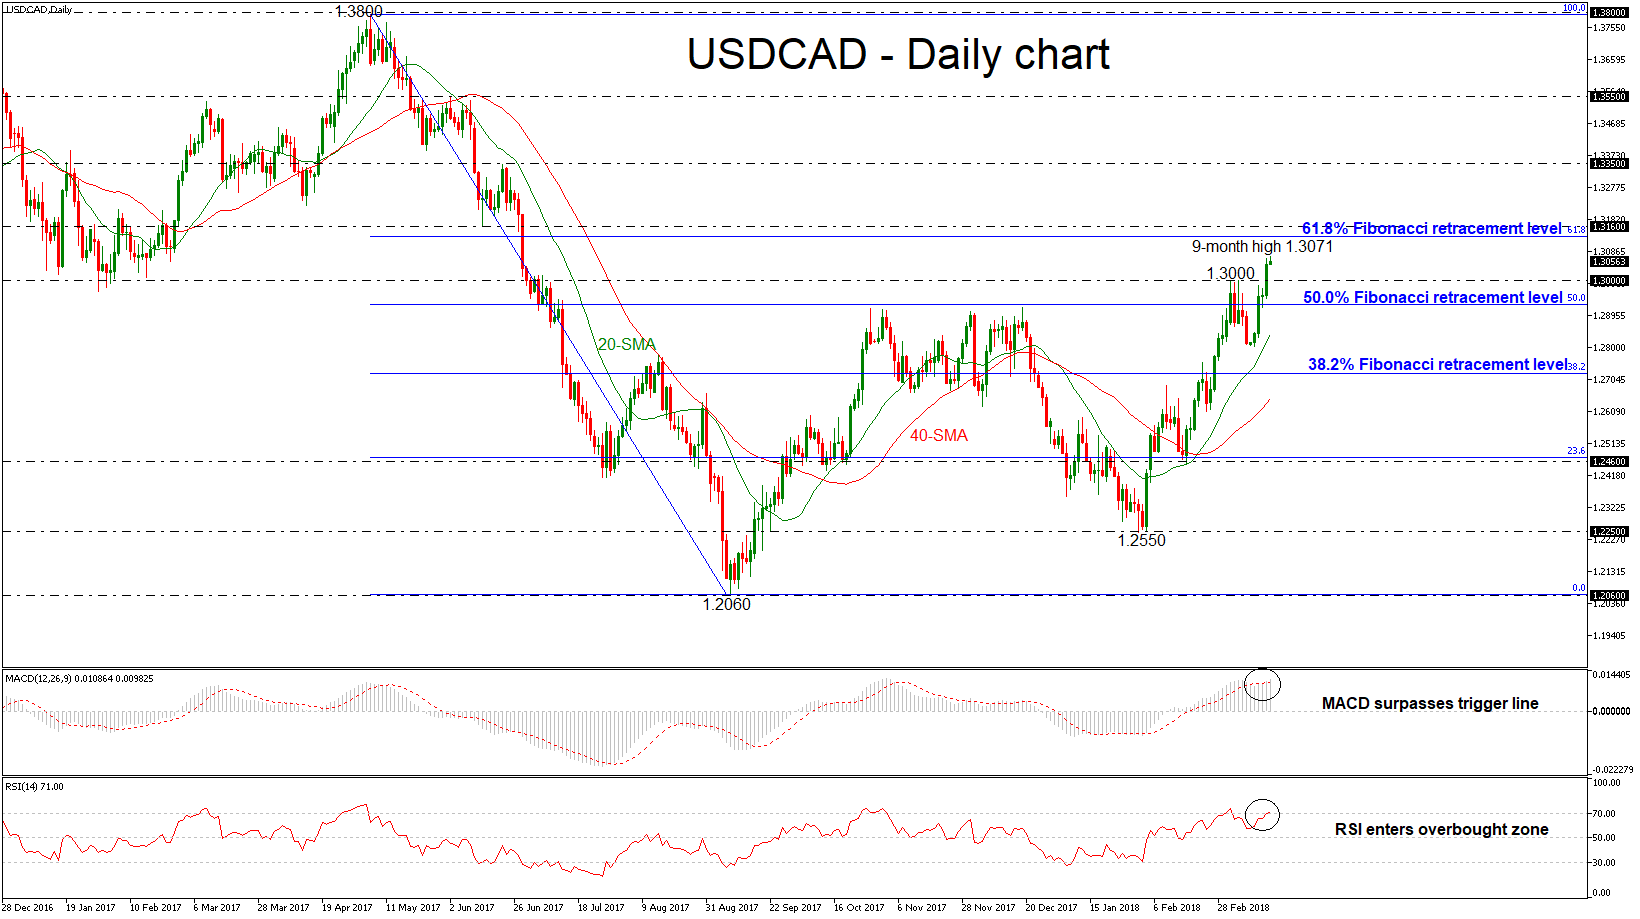 USDCAD,Daily
USDCAD - Daily chart
1.3800
100.0
1.3800
1.37550
1.36595
1.3550
1.34685
1.33730
1.3350
1.32775
1.31820
1.3160
61.8% Fibonacci retracement level
61.8
9-month high 1.3071
1.30865
1.30563
1.3000
1.3000
50.0% Fibonacci retracement level
50.0
1.28955
20-SMA
1.28000
38.2% Fibonacci retracement level
38.2
1.27045
1.26090
40-SMA
1.25135
23.6
1.2460
1.24180
1.23225
1.2250
1.22270
1.2550
1.21315
0.0
1.2060
1.2060
1.20360
1.19405
MACD(12,26,9) 0.010864 0.009825
0.014405
MACD surpasses trigger line
0.000000
-0.022279
RSI(14) 71.00
100.00
70.00
RSI enters overbought zone
50.00
30.00
0.00
28 Dec 2016
19 Jan 2017
10 Feb 2017
6 Mar 2017
28 Mar 2017
19 Apr 2017
11 May 2017
2 Jun 2017
26 Jun 2017
18 Jul 2017
9 Aug 2017
31 Aug 2017
22 Sep 2017
16 Oct 2017
6 Nov 2017
28 Nov 2017
20 Dec 2017
15 Jan 2018
6 Feb 2018
28 Feb 2018